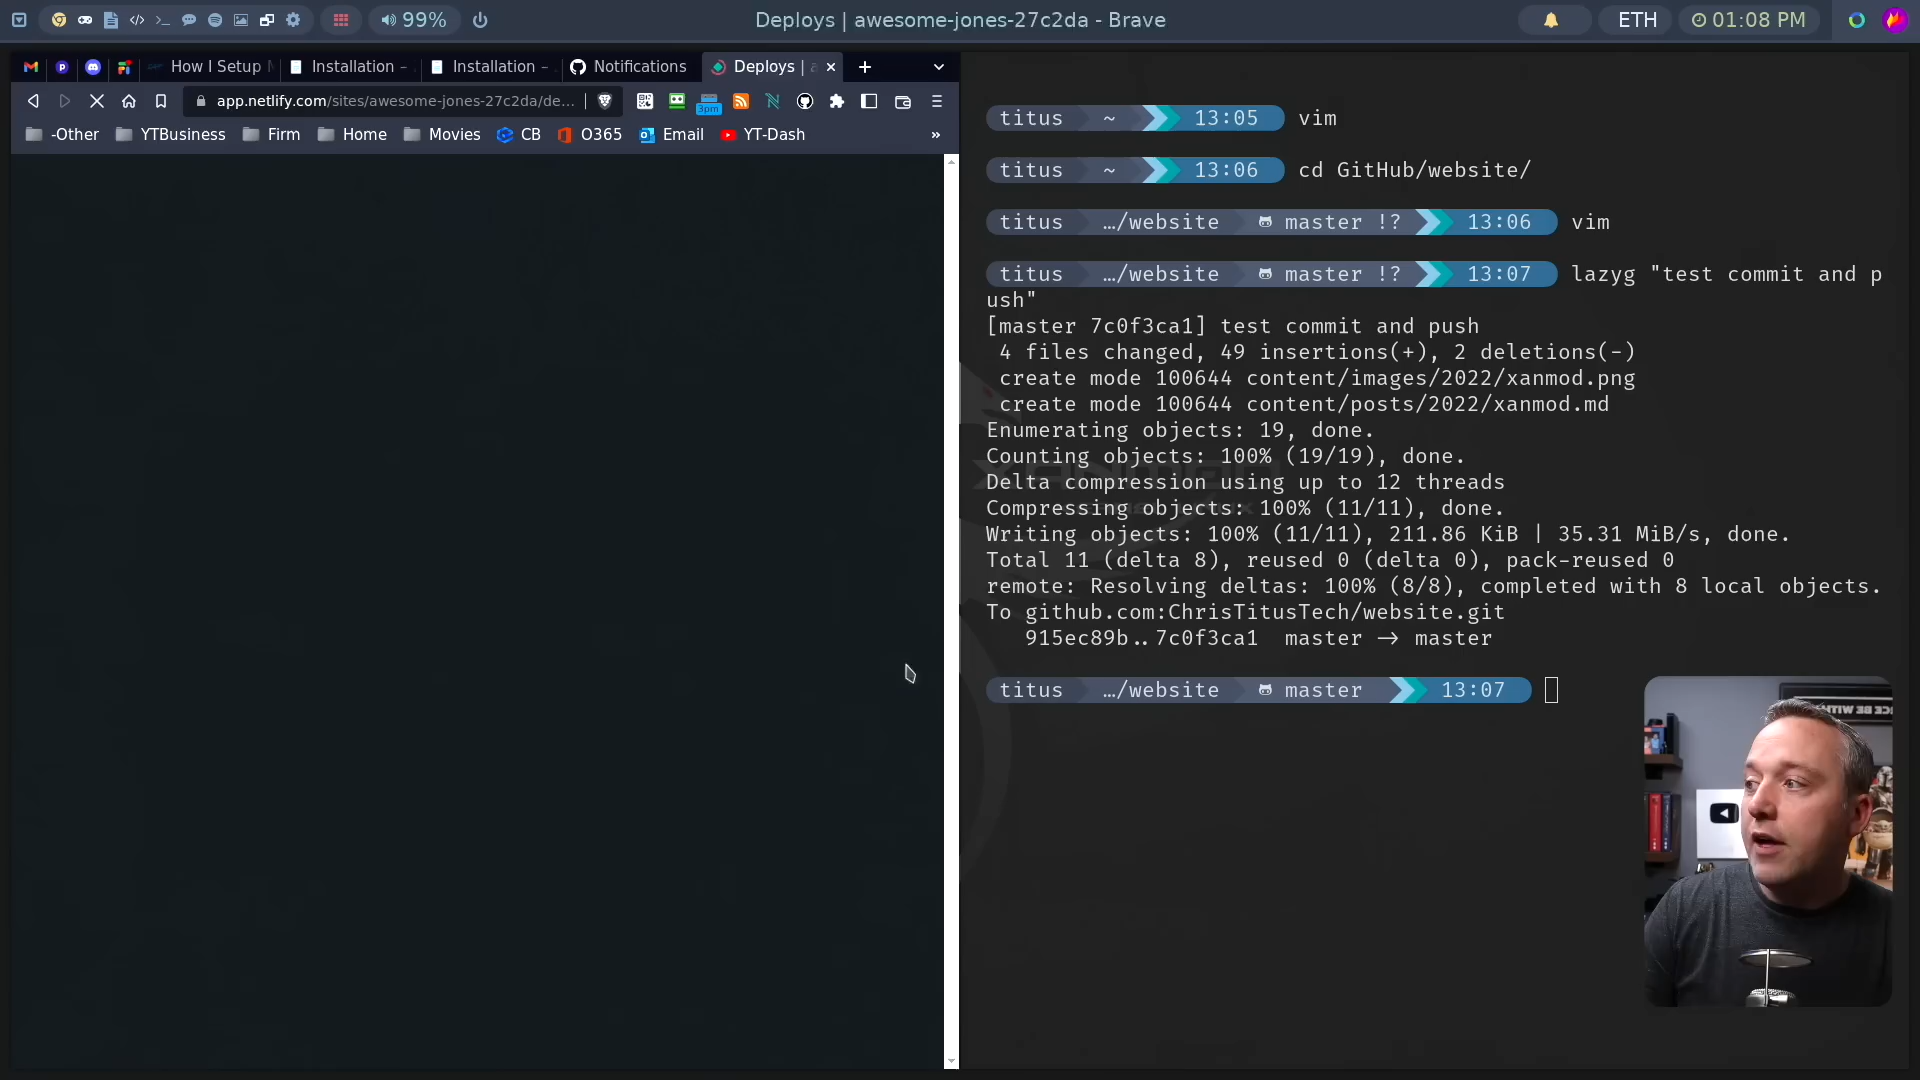 99%
Deploys | awesome-jones-27c2da - Brave
ETH
01:08 PM
How I Setup
Installation –
Installation –
Notifications
Deploys |
app.netlify.com/sites/awesome-jones-27c2da/de...
3pm
-Other
YTBusiness
Firm
Home
Movies
CB
O365
Email
YT-Dash
»
titus ~ 13:05 vim
titus ~ 13:06 cd GitHub/website/
titus …/website master !? 13:06 vim
titus …/website master !? 13:07 lazyg "test commit and p
ush"
[master 7c0f3ca1] test commit and push
4 files changed, 49 insertions(+), 2 deletions(-)
create mode 100644 content/images/2022/xanmod.png
create mode 100644 content/posts/2022/xanmod.md
Enumerating objects: 19, done.
Counting objects: 100% (19/19), done.
Delta compression using up to 12 threads
Compressing objects: 100% (11/11), done.
Writing objects: 100% (11/11), 211.86 KiB | 35.31 MiB/s, done.
Total 11 (delta 8), reused 0 (delta 0), pack-reused 0
remote: Resolving deltas: 100% (8/8), completed with 8 local objects.
To github.com:ChrisTitusTech/website.git
915ec89b..7c0f3ca1 master -> master
titus …/website master 13:07